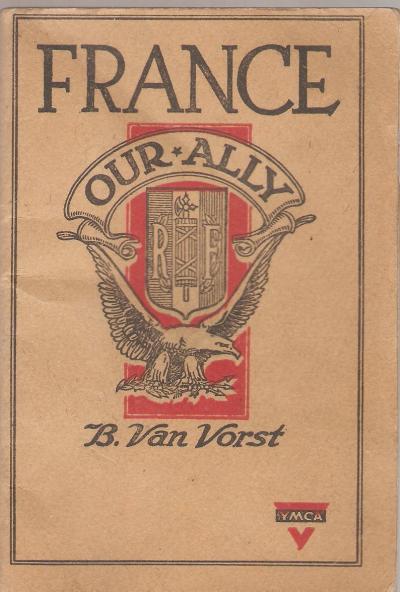 FRANCE
OUR★ALLY
R F
B. Van Vorst
YMCA